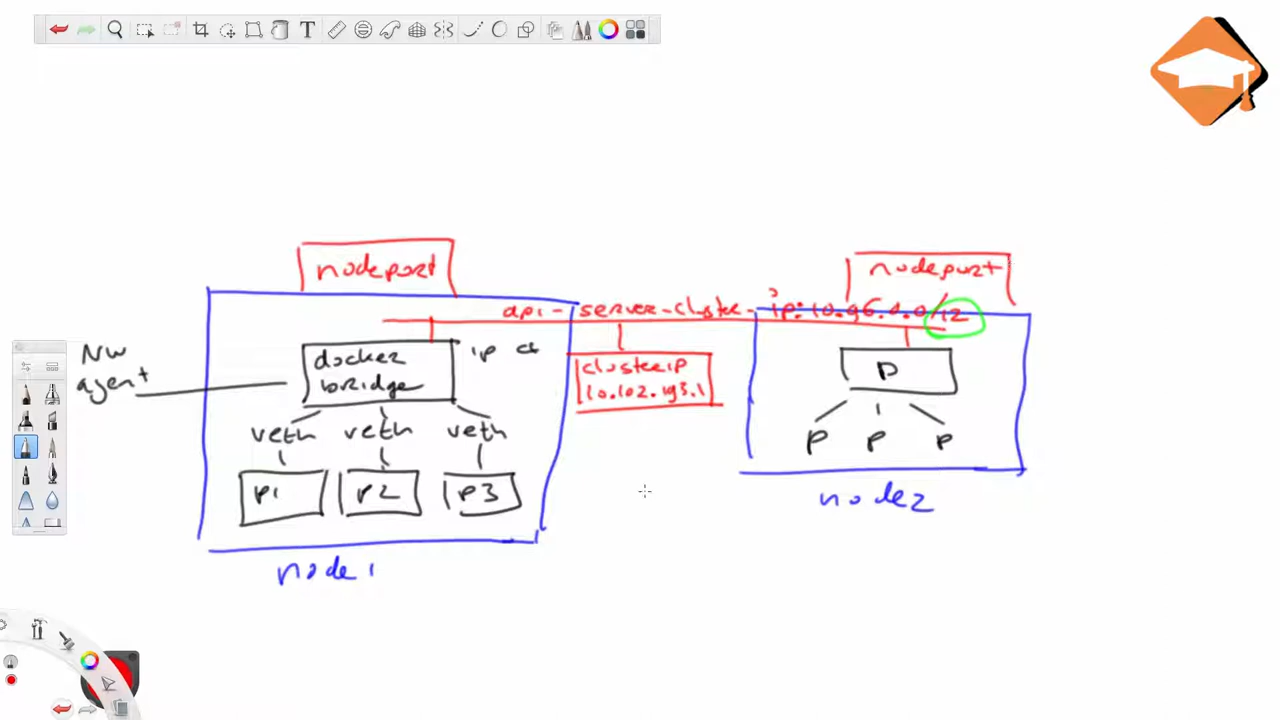 nodeport
nodeport
api-server-cluster-ip:10.96.0.0/12
NW
agent
docker
bridge
ip
clusterip
10.102.193.1
p
veth veth veth
p p p
p1 p2 p3
node2
node1
T